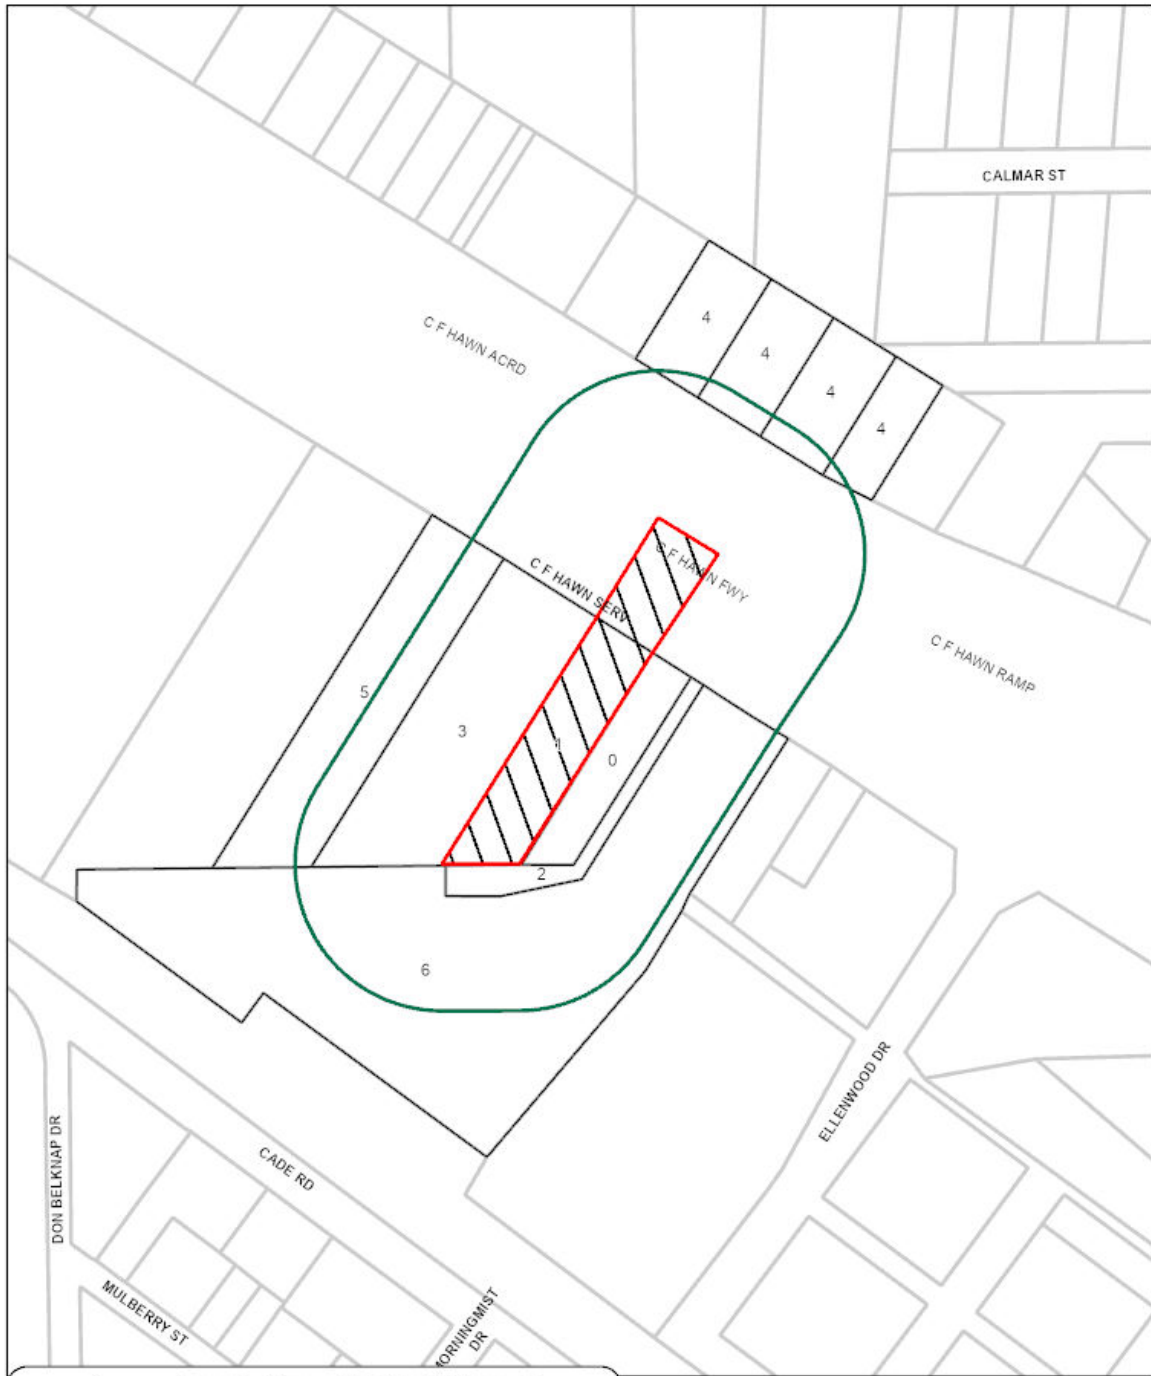 CALMAR ST
4
C F HAWN ACRD
4
4
4
C F HAWN FWY
C F HAWN SERV
C F HAWN RAMP
5
3
1
0
2
6
ELLENWOOD DR
DON BELKNAP DR
CADE RD
MULBERRY ST
MORNINGMIST
DR